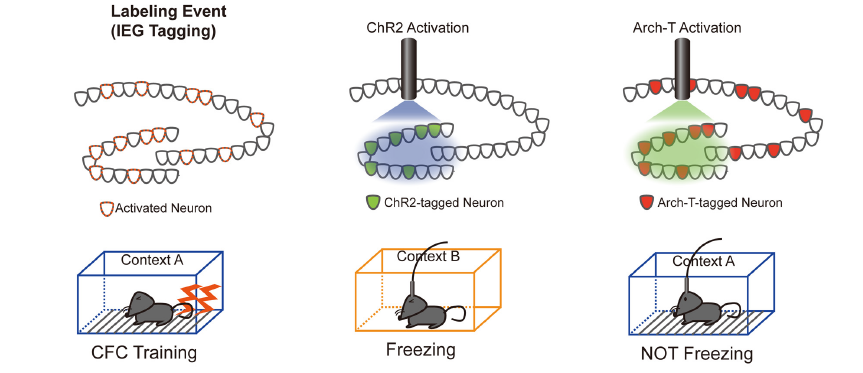 Labeling Event
(IEG Tagging)
ChR2 Activation
Arch-T Activation
Activated Neuron
ChR2-tagged Neuron
Arch-T-tagged Neuron
Context A
Context B
Context A
CFC Training
Freezing
NOT Freezing